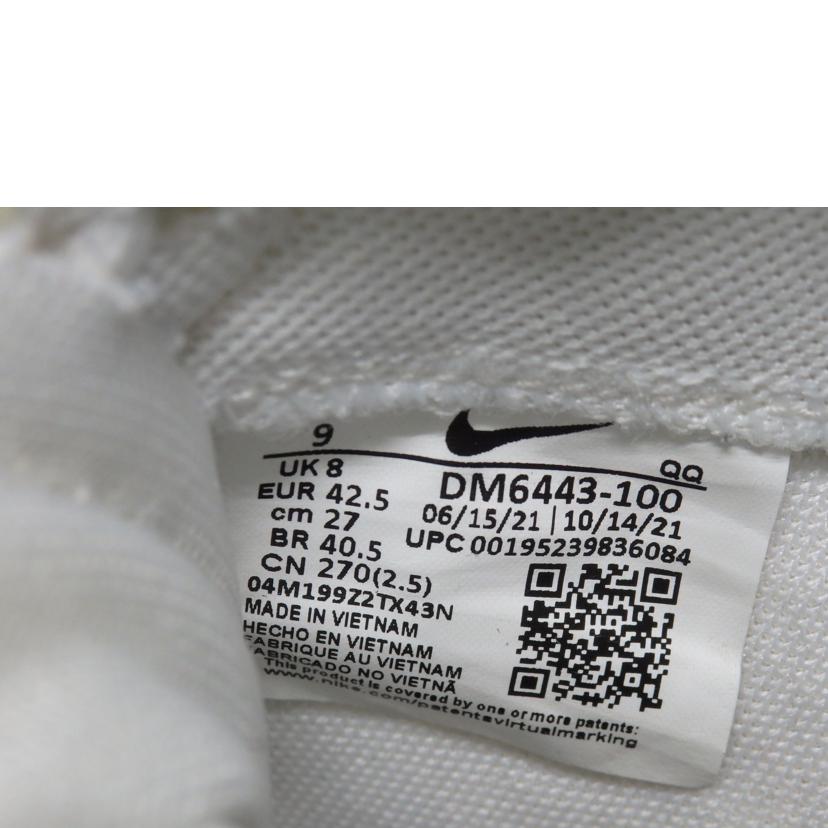 9
QQ
UK 8
EUR 42.5
cm 27
BR 40.5
CN 270(2.5)
04M199Z2TX43N
MADE IN VIETNAM
HECHO EN VIETNAM
FABRIQUE AU VIETNAM
FABRICADO NO VIETNÃ
This product is covered by one or more patents:
www.nike.com/patentsvirtualmarking
DM6443-100
06/15/21 | 10/14/21
UPC 00195239836084